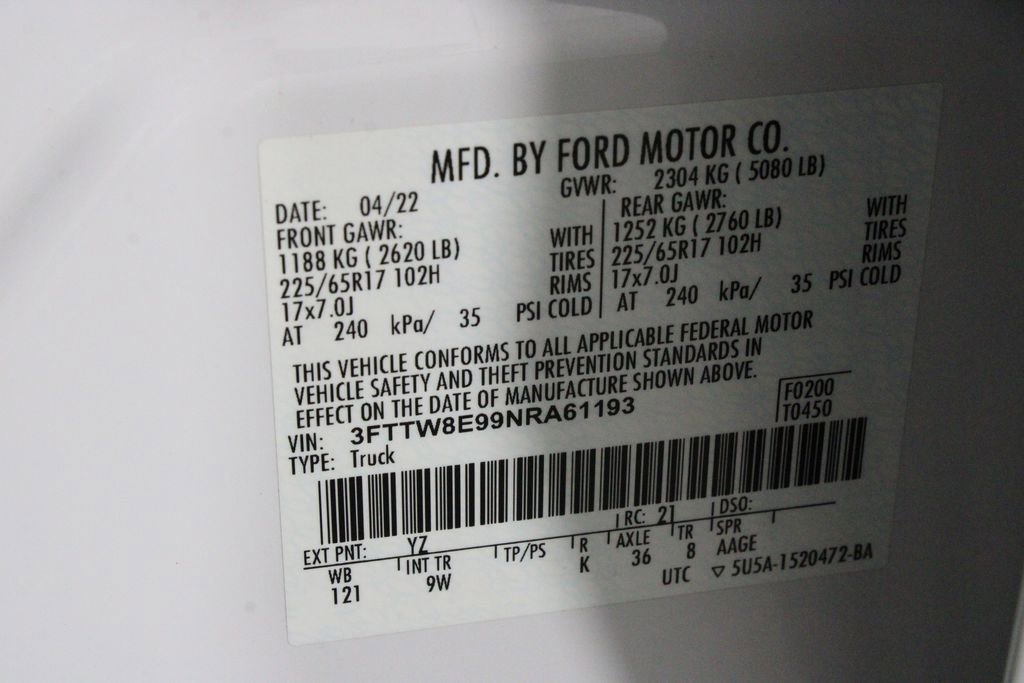 MFD. BY FORD MOTOR CO.
DATE: 04/22 GVWR: 2304 KG ( 5080 LB)
FRONT GAWR: REAR GAWR:
1188 KG ( 2620 LB) WITH 1252 KG ( 2760 LB) WITH
225/65R17 102H TIRES 225/65R17 102H TIRES
17x7.0J RIMS 17x7.0J RIMS
AT 240 kPa/ 35 PSI COLD AT 240 kPa/ 35 PSI COLD
THIS VEHICLE CONFORMS TO ALL APPLICABLE FEDERAL MOTOR
VEHICLE SAFETY AND THEFT PREVENTION STANDARDS IN
EFFECT ON THE DATE OF MANUFACTURE SHOWN ABOVE.
VIN: 3FTTW8E99NRA61193 F0200
TYPE: Truck T0450
EXT PNT: YZ RC: 21 DSO:
WB INT TR TP/PS R AXLE TR SPR
121 9W K 36 8 AAGE
UTC ▽ 5U5A-1520472-BA